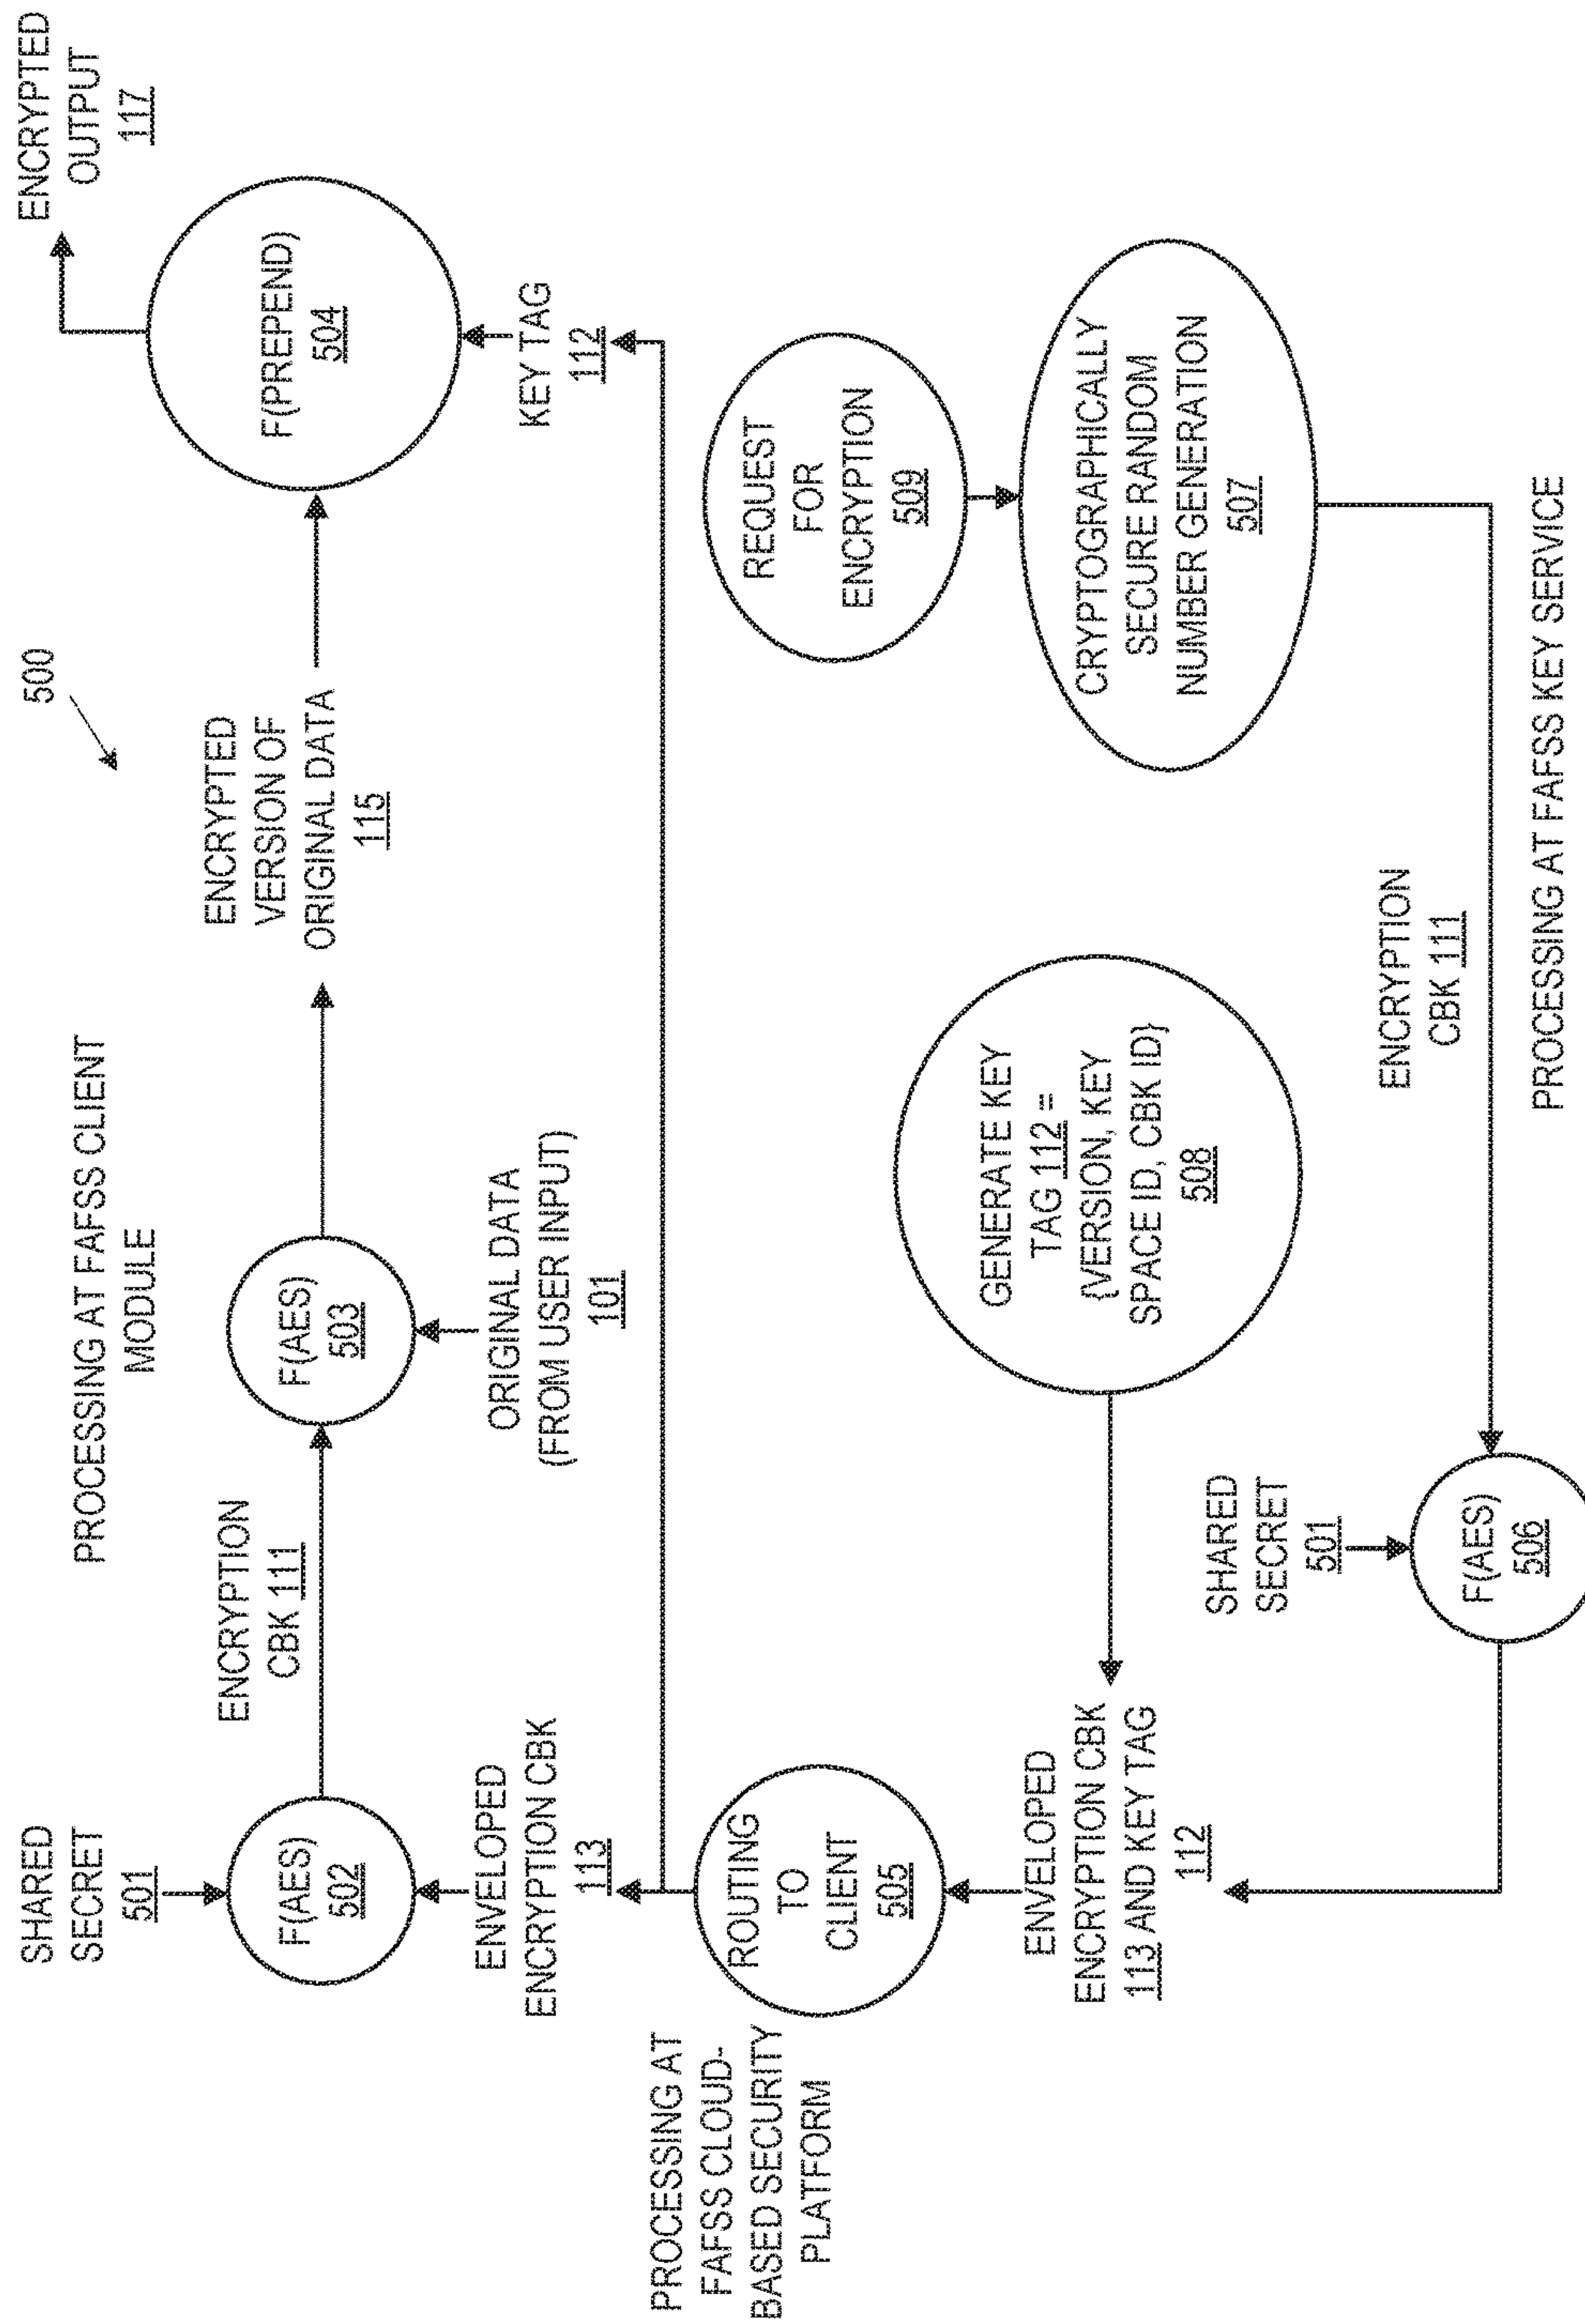 500
PROCESSING AT FAFSS CLIENT
MODULE
SHARED
SECRET
501
F(AES)
502
ENCRYPTION
CBK 111
F(AES)
503
ENCRYPTED
VERSION OF
ORIGINAL DATA
115
F(PREPEND)
504
ENCRYPTED
OUTPUT
117
ENVELOPED
ENCRYPTION CBK
113
ORIGINAL DATA
(FROM USER INPUT)
101
KEY TAG
112
PROCESSING AT
FAFSS CLOUD-
BASED SECURITY
PLATFORM
ROUTING
TO
CLIENT
505
REQUEST
FOR
ENCRYPTION
509
ENVELOPED
ENCRYPTION CBK
113 AND KEY TAG
112
GENERATE KEY
TAG 112 =
{VERSION, KEY
SPACE ID, CBK ID}
508
CRYPTOGRAPHICALLY
SECURE RANDOM
NUMBER GENERATION
507
SHARED
SECRET
501
F(AES)
506
ENCRYPTION
CBK 111
PROCESSING AT FAFSS KEY SERVICE